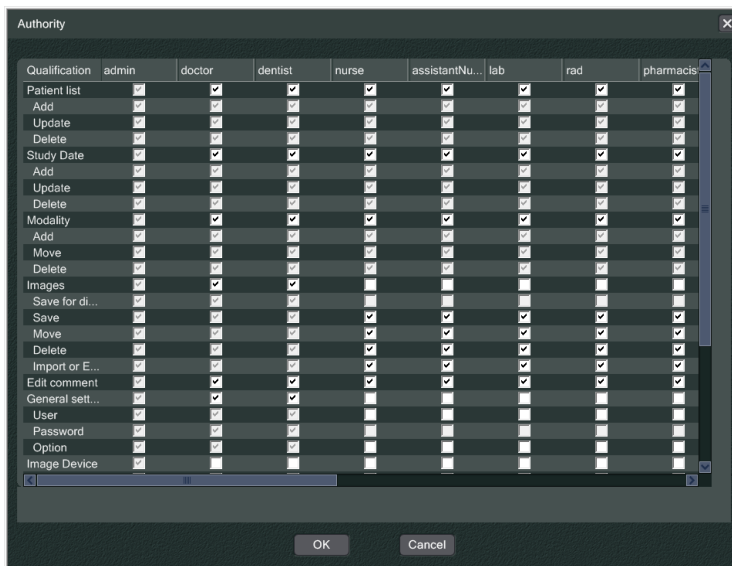 Authority
Qualification admin doctor dentist nurse assistantNu... lab rad pharmacis
Patient list
Add
Update
Delete
Study Date
Add
Update
Delete
Modality
Add
Move
Delete
Images
Save for di...
Save
Move
Delete
Import or E...
Edit comment
General sett...
User
Password
Option
Image Device
OK Cancel